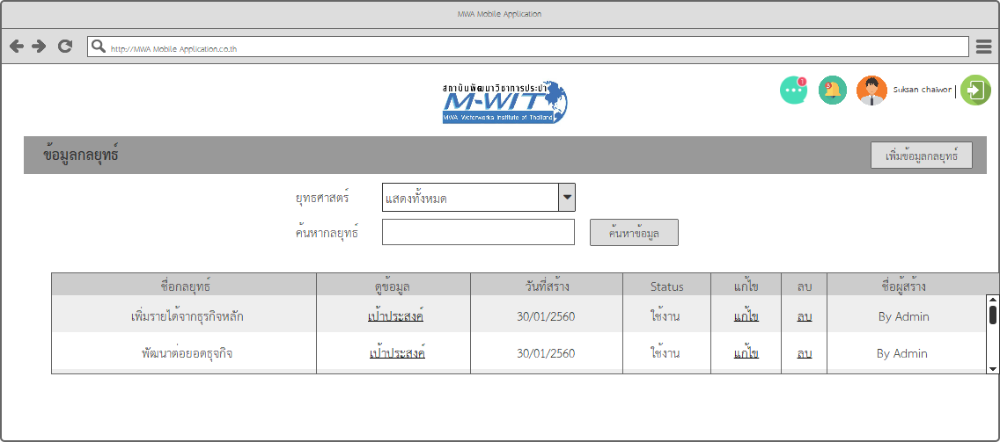 MWA Mobile Application
http://MWA Mobile Application.co.th
สถาบันพัฒนาวิชาการประปา
M-WIT
MWA Waterworks Institute of Thailand
1
5
Suksan chaiwon
ข้อมูลกลยุทธ์
เพิ่มข้อมูลกลยุทธ์
ยุทธศาสตร์
แสดงทั้งหมด
ค้นหากลยุทธ์
ค้นหาข้อมูล
ชื่อกลยุทธ์ ดูข้อมูล วันที่สร้าง Status แก้ไข ลบ ชื่อผู้สร้าง
เพิ่มรายได้จากธุรกิจหลัก เป้าประสงค์ 30/01/2560 ใช้งาน แก้ไข ลบ By Admin
พัฒนาต่อยอดธุจกิจ เป้าประสงค์ 30/01/2560 ใช้งาน แก้ไข ลบ By Admin